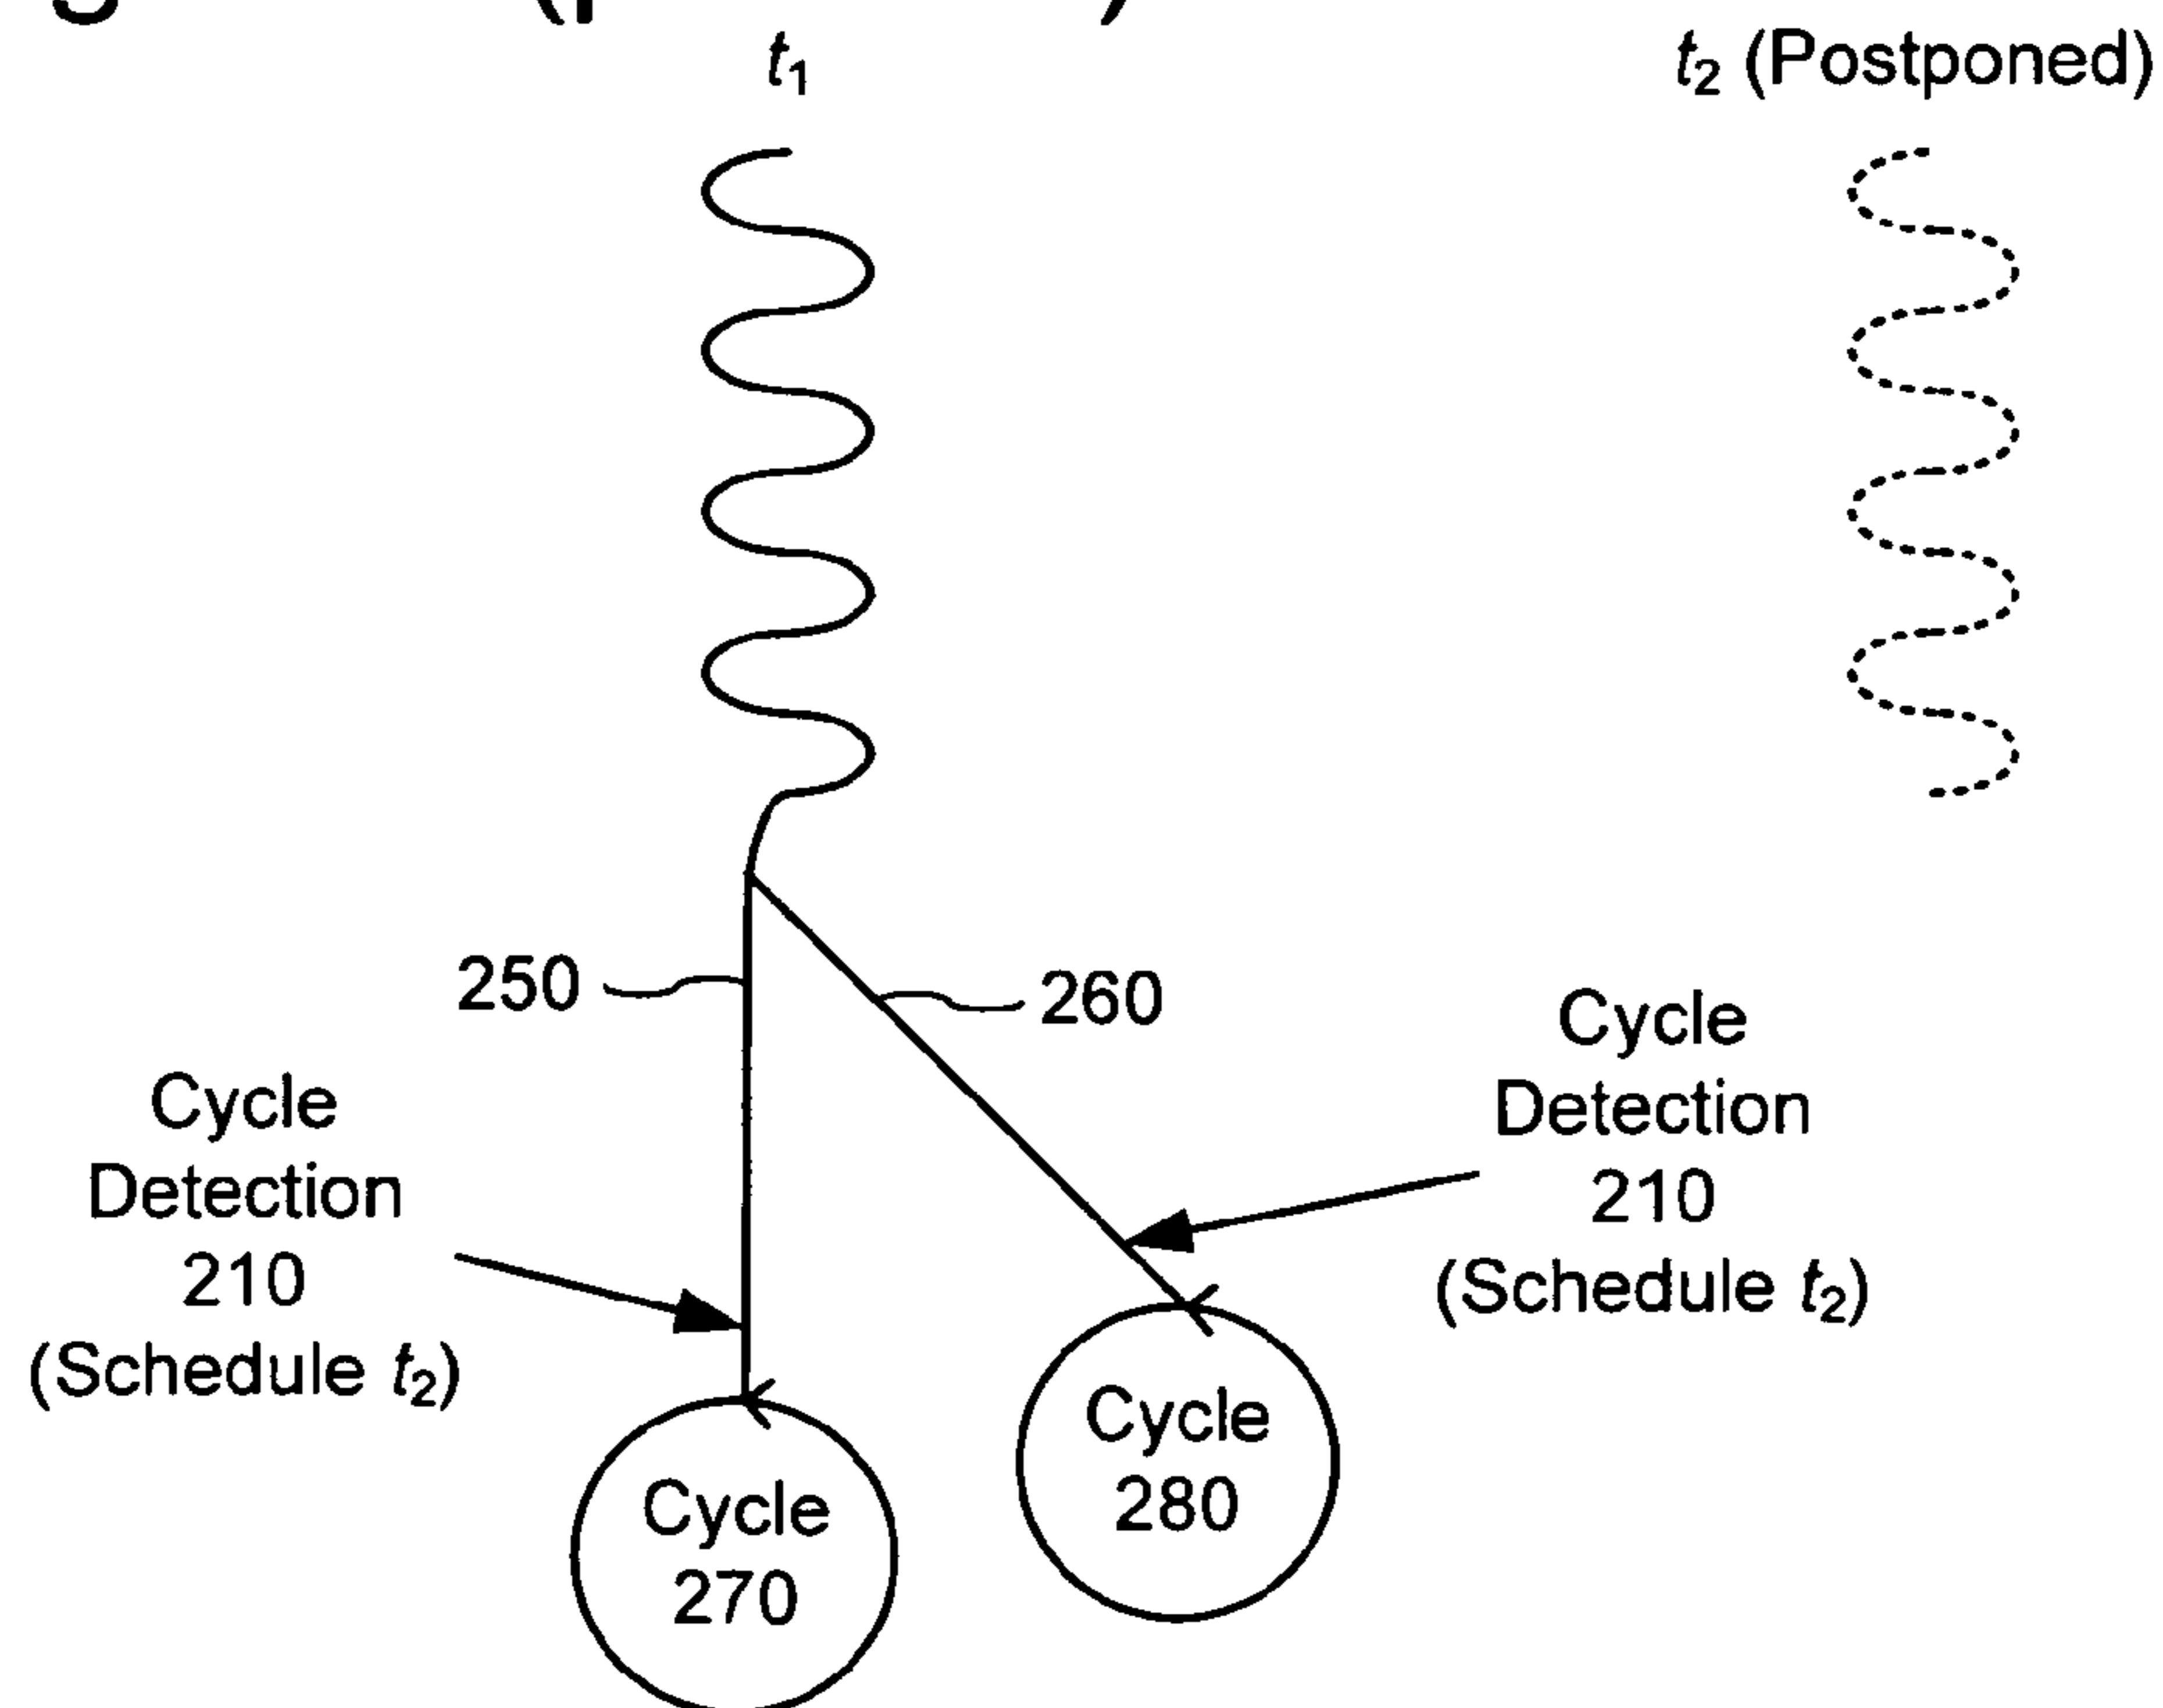 t1
t2 (Postponed)
250
260
Cycle
Detection
210
(Schedule t2)
Cycle
Detection
210
(Schedule t2)
Cycle
280
Cycle
270